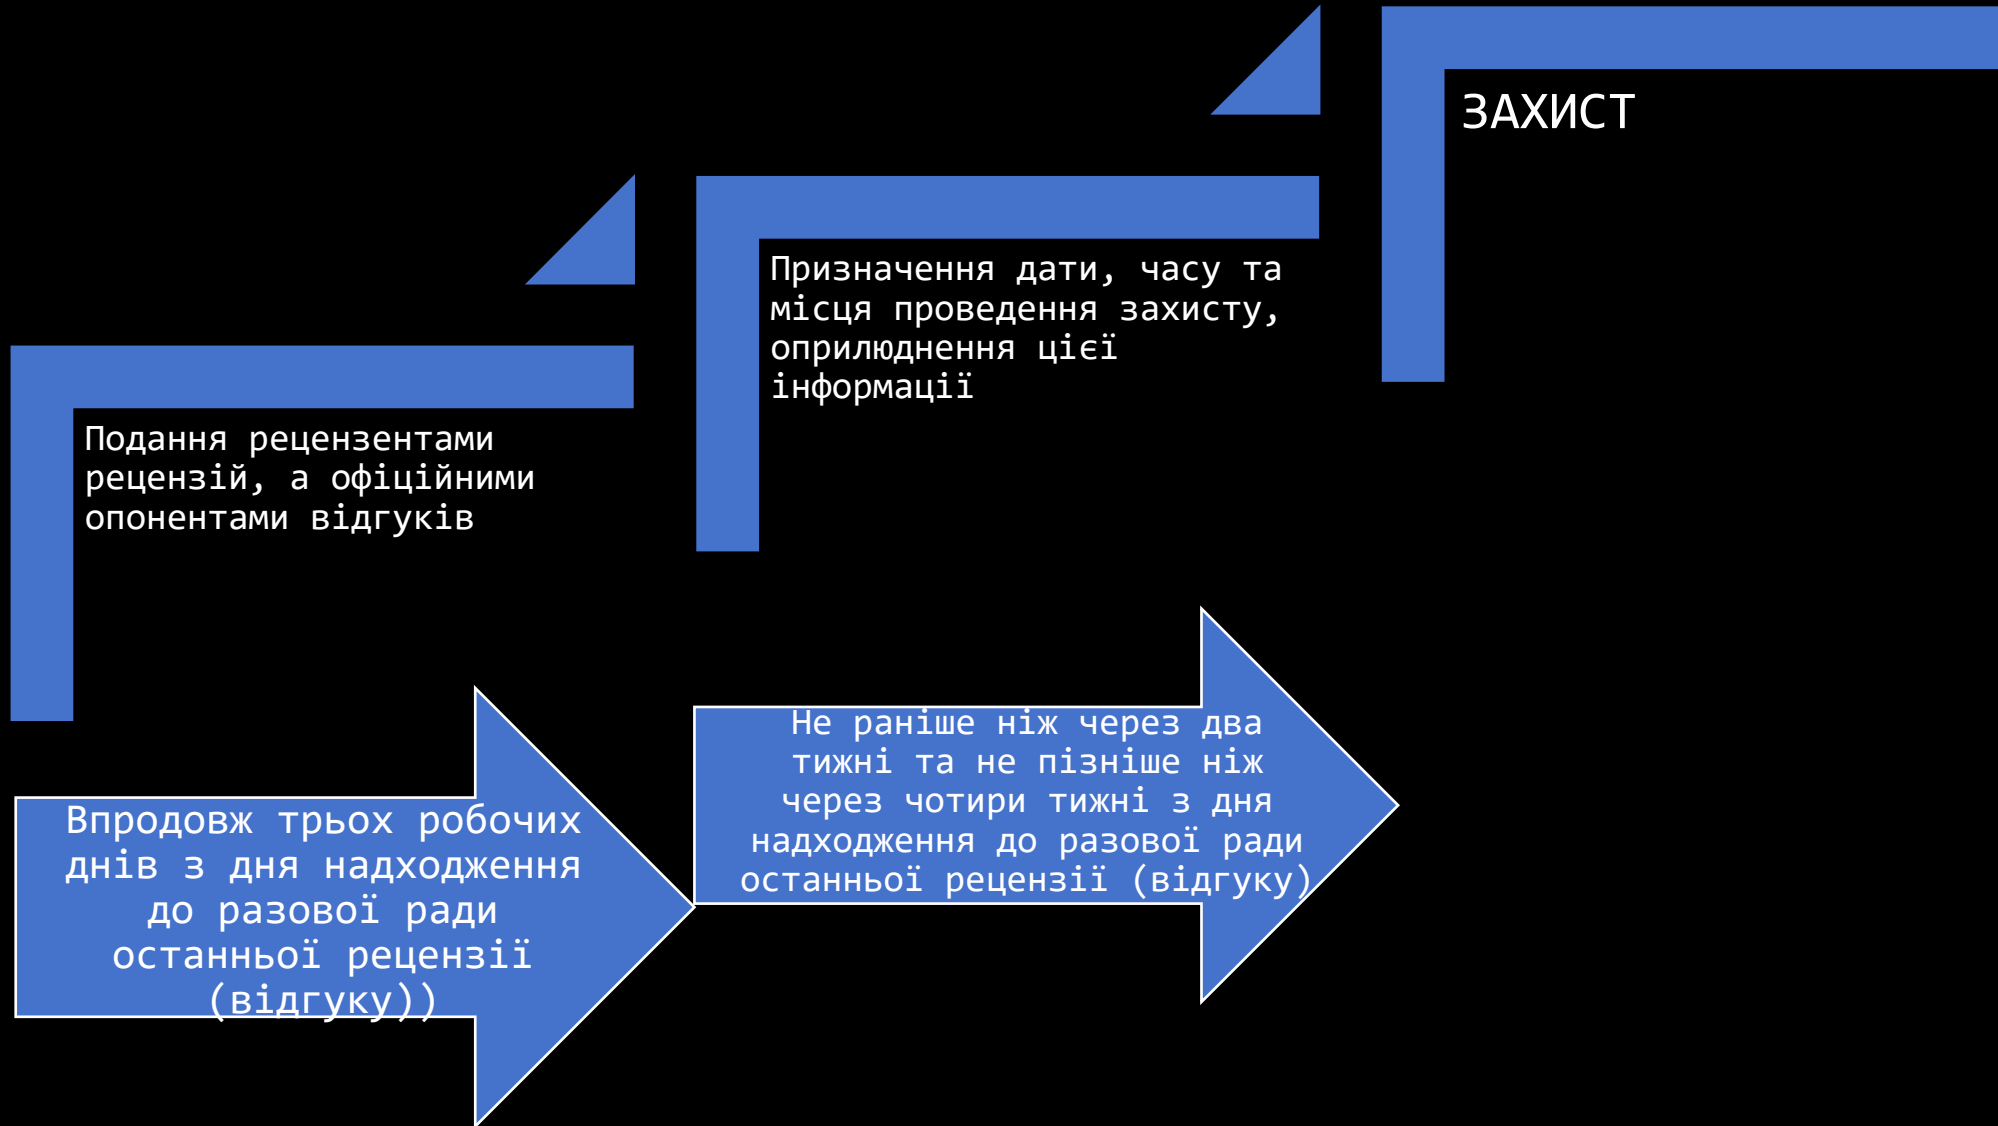 ЗАХИСТ
Призначення дати, часу та
місця проведення захисту,
оприлюднення цієї
інформації
Подання рецензентами
рецензій, а офіційними
опонентами відгуків
Не раніше ніж через два
тижні та не пізніше ніж
через чотири тижні з дня
надходження до разової ради
останньої рецензії (відгуку)
Впродовж трьох робочих
днів з дня надходження
до разової ради
останньої рецензії
(відгуку))